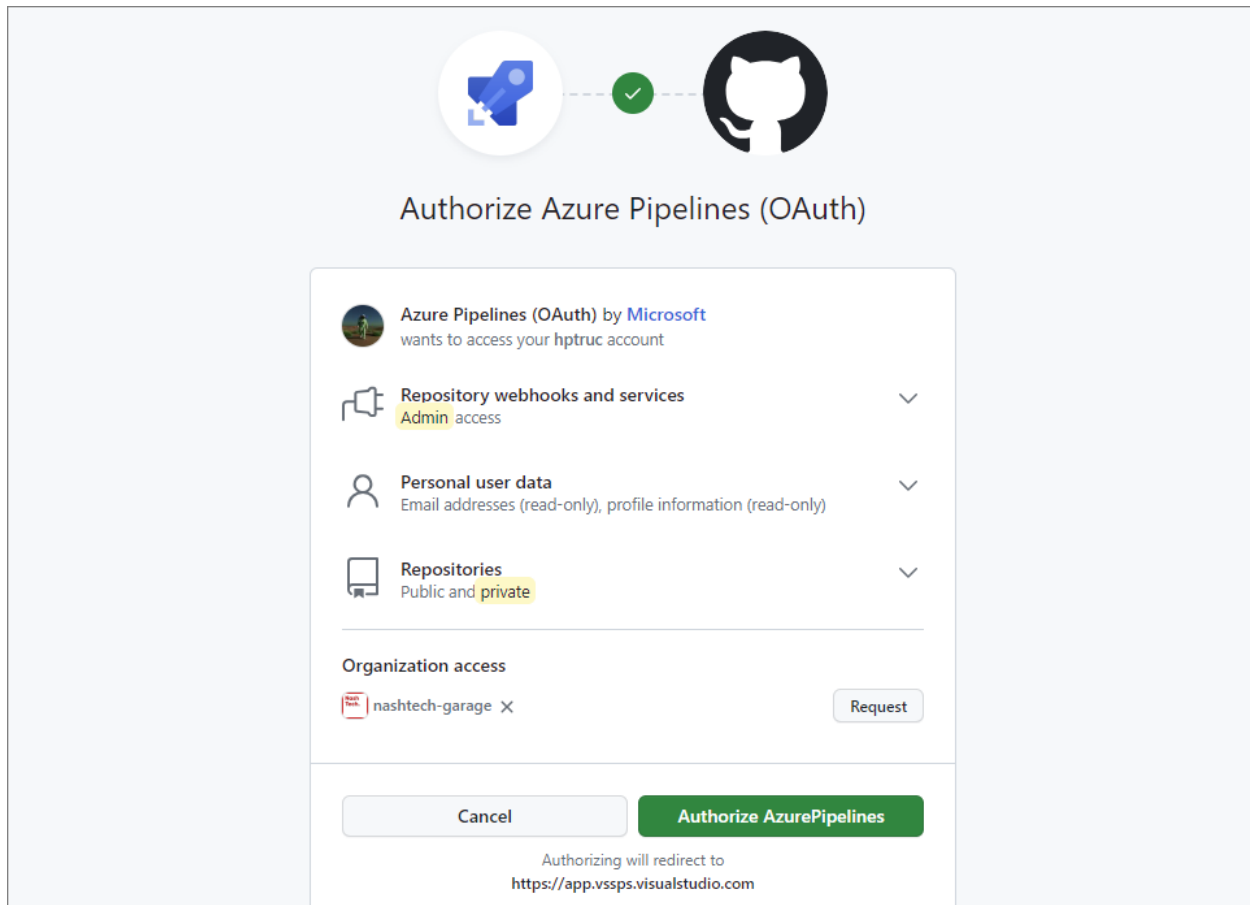 Authorize Azure Pipelines (OAuth)
Azure Pipelines (OAuth) by Microsoft
wants to access your hptruc account
Repository webhooks and services
Admin access
Personal user data
Email addresses (read-only), profile information (read-only)
Repositories
Public and private
Organization access
Nash
Tech.
nashtech-garage
Request
Cancel
Authorize AzurePipelines
Authorizing will redirect to
https://app.vssps.visualstudio.com